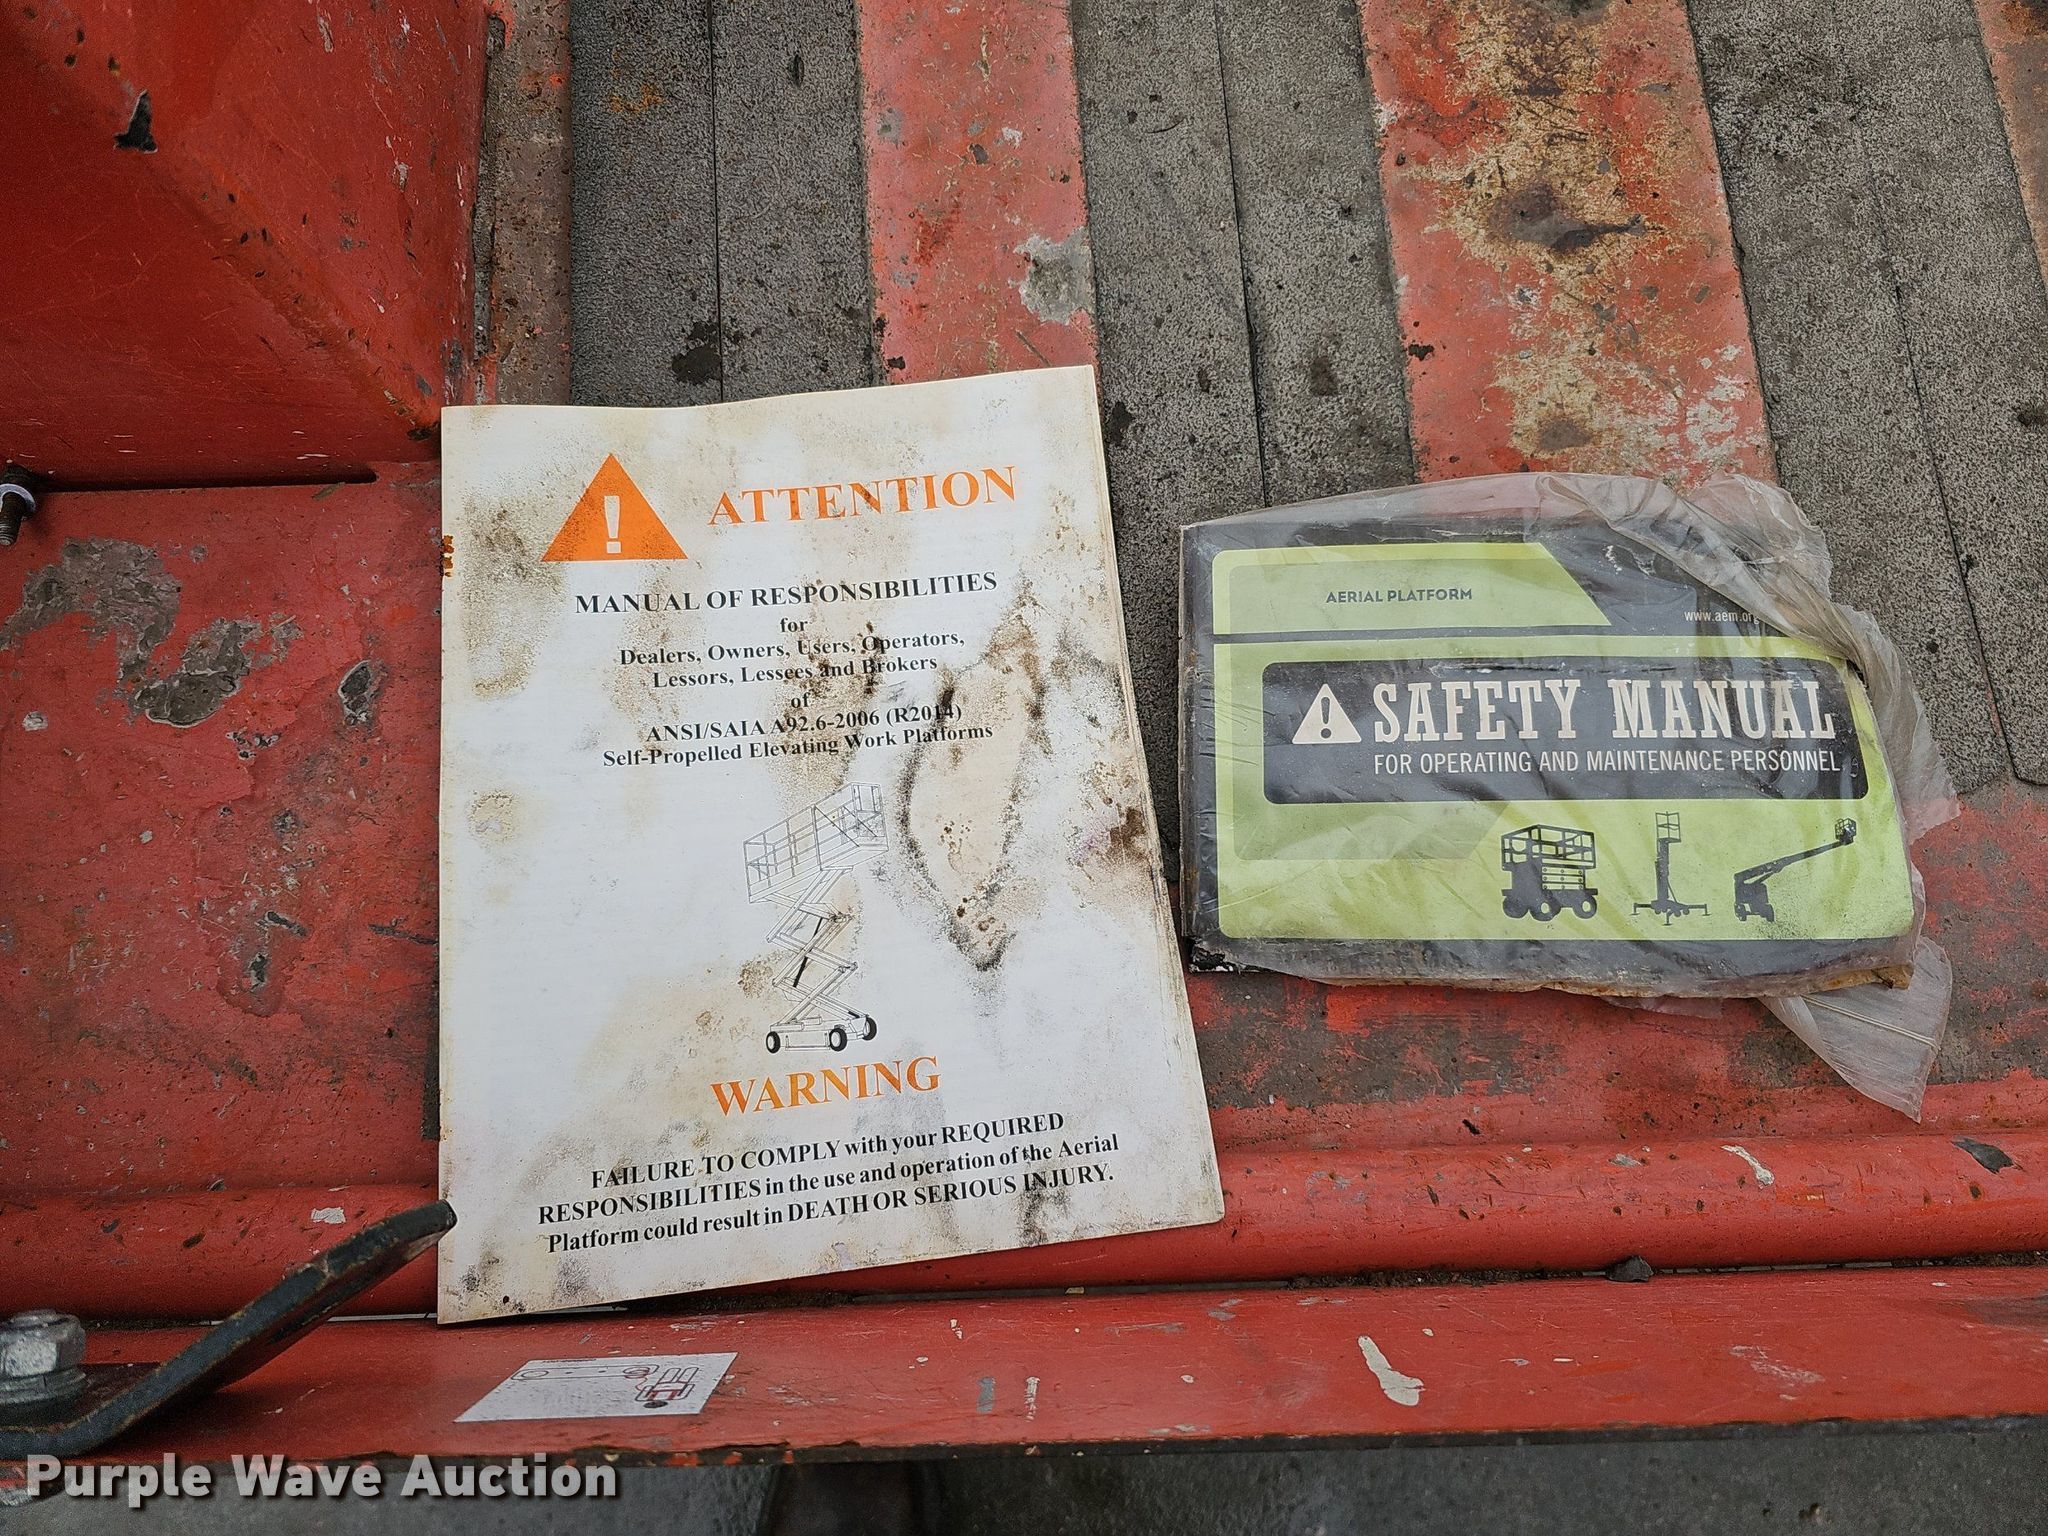 ATTENTION
MANUAL OF RESPONSIBILITIES
for
Dealers, Owners, Users, Operators,
Lessors, Lessees and Brokers
of
ANSI/SAIA A92.6-2006 (R2014)
Self-Propelled Elevating Work Platforms
WARNING
FAILURE TO COMPLY with your REQUIRED
RESPONSIBILITIES in the use and operation of the Aerial
Platform could result in DEATH OR SERIOUS INJURY.
AERIAL PLATFORM
www.aem.org
SAFETY MANUAL
FOR OPERATING AND MAINTENANCE PERSONNEL
Purple Wave Auction